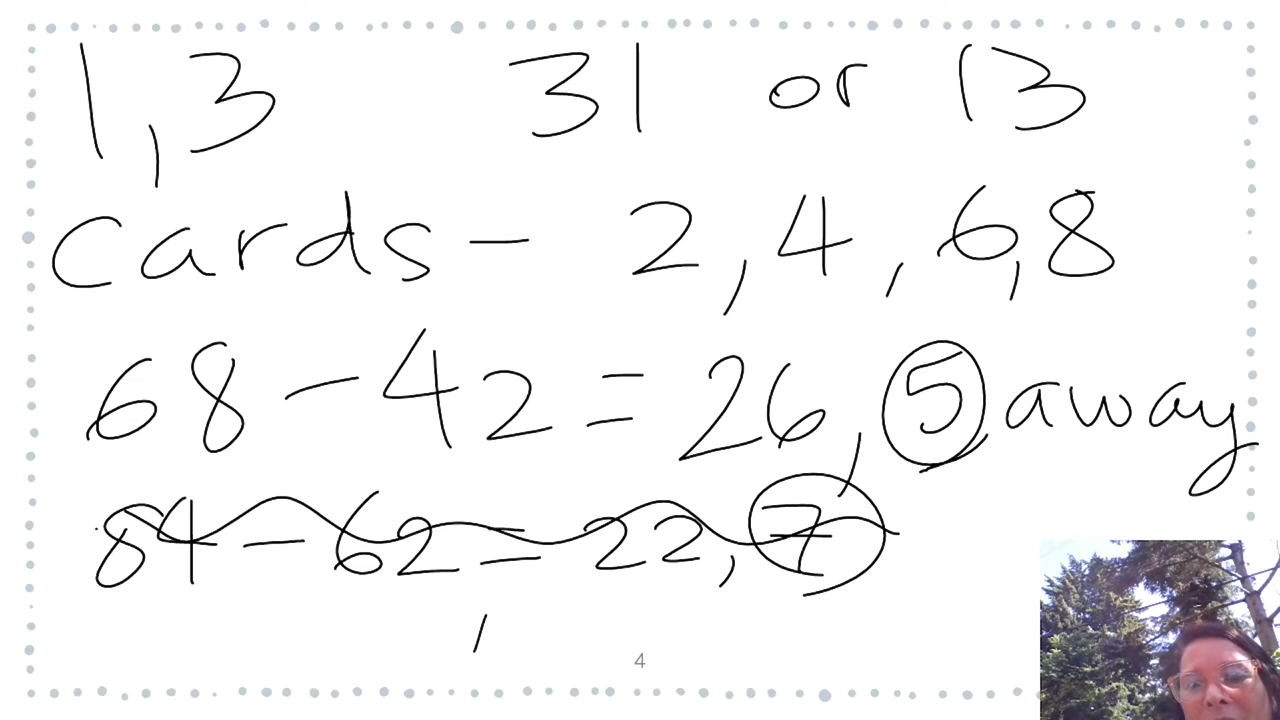 1,3 31 or 13
cards - 2,4,6,8
68-42=26, 5 away
84-62=22, 7
4